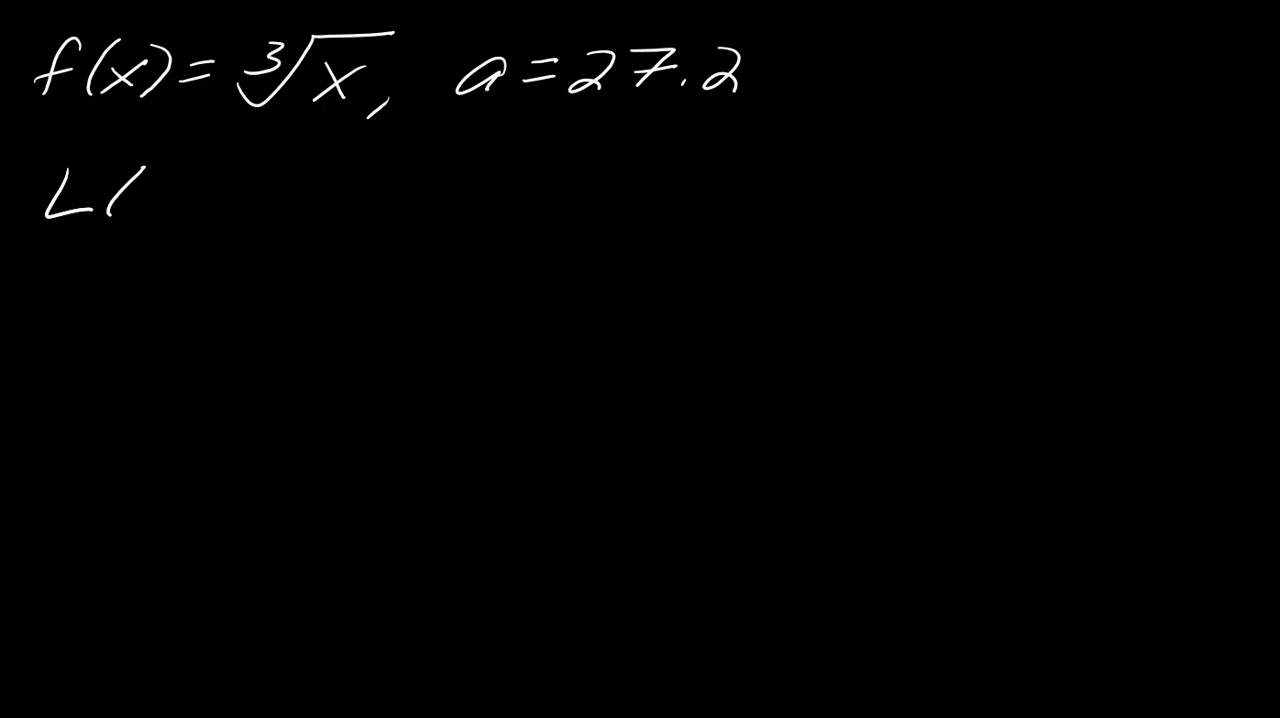 f(x) = ∛x, a = 27.2
L(